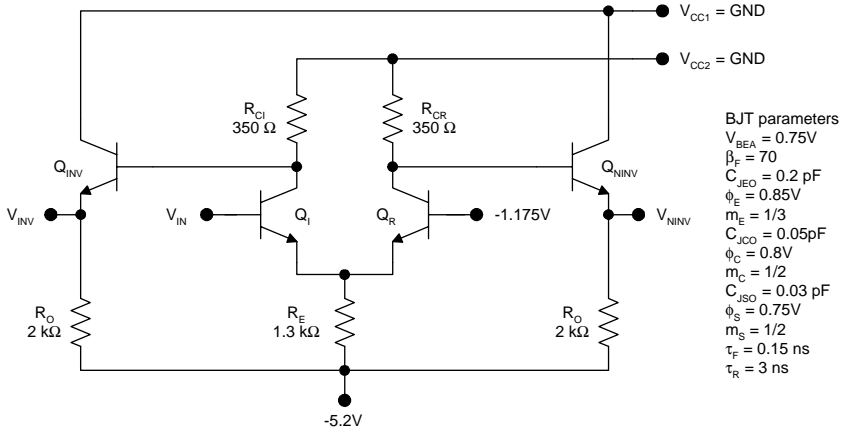 V_CC1 = GND
V_CC2 = GND
R_CI
350 Ω
R_CR
350 Ω
Q_INV
Q_NINV
V_INV
V_IN
Q_I
Q_R
-1.175V
V_NINV
R_O
2 kΩ
R_E
1.3 kΩ
R_O
2 kΩ
-5.2V
BJT parameters
V_BEA = 0.75V
β_F = 70
C_JEO = 0.2 pF
ϕ_E = 0.85V
m_E = 1/3
C_JCO = 0.05pF
ϕ_C = 0.8V
m_C = 1/2
C_JSO = 0.03 pF
ϕ_S = 0.75V
m_S = 1/2
τ_F = 0.15 ns
τ_R = 3 ns